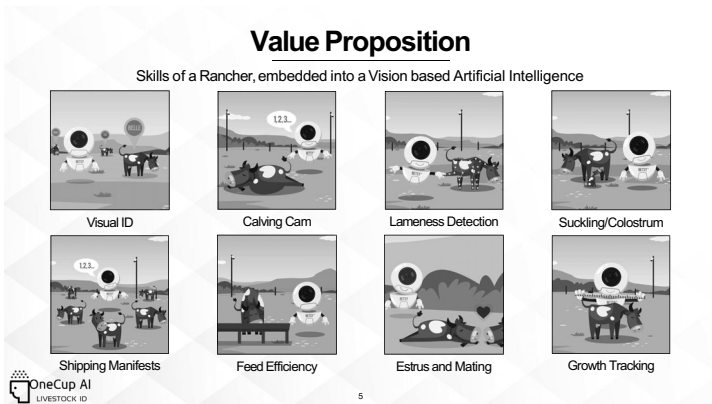 Value Proposition
Skills of a Rancher, embedded into a Vision based Artificial Intelligence
BELLE
1,2,3...
Visual ID
Calving Cam
Lameness Detection
Suckling/Colostrum
1,2,3...
Shipping Manifests
Feed Efficiency
Estrus and Mating
Growth Tracking
OneCup AI
LIVESTOCK ID
5